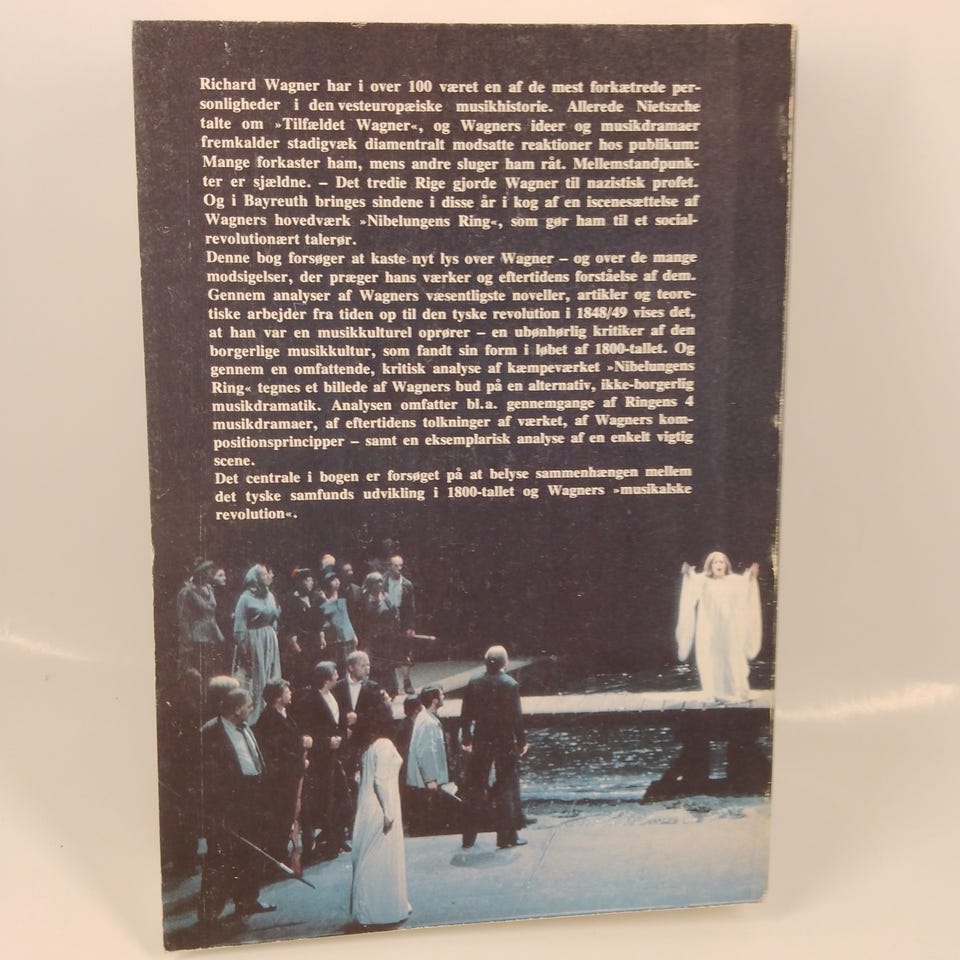 Richard Wagner har i over 100 været en af de mest forkætrede per-
sonligheder i den vesteuropæiske musikhistorie. Allerede Nietszche
talte om »Tilfældet Wagner«, og Wagners ideer og musikdramaer
fremkalder stadigvæk diamentralt modsatte reaktioner hos publikum:
Mange forkaster ham, mens andre sluger ham råt. Mellemstandpunk-
ter er sjældne. – Det tredie Rige gjorde Wagner til nazistisk profet.
Og i Bayreuth bringes sindene i disse år i kog af en iscenesættelse af
Wagners hovedværk »Nibelungens Ring«, som gør ham til et social-
revolutionært talerør.
Denne bog forsøger at kaste nyt lys over Wagner – og over de mange
modsigelser, der præger hans værker og eftertidens forståelse af dem.
Gennem analyser af Wagners væsentligste noveller, artikler og teore-
tiske arbejder fra tiden op til den tyske revolution i 1848/49 vises det,
at han var en musikkulturel oprører – en ubønhørlig kritiker af den
borgerlige musikkultur, som fandt sin form i løbet af 1800-tallet. Og
gennem en omfattende, kritisk analyse af kæmpeværket »Nibelungens
Ring« tegnes et billede af Wagners bud på en alternativ, ikke-borgerlig
musikdramatik. Analysen omfatter bl.a. gennemgange af Ringens 4
musikdramaer, af eftertidens tolkninger af værket, af Wagners kom-
positionsprincipper – samt en eksemplarisk analyse af en enkelt vigtig
scene.
Det centrale i bogen er forsøget på at belyse sammenhængen mellem
det tyske samfunds udvikling i 1800-tallet og Wagners »musikalske
revolution«.